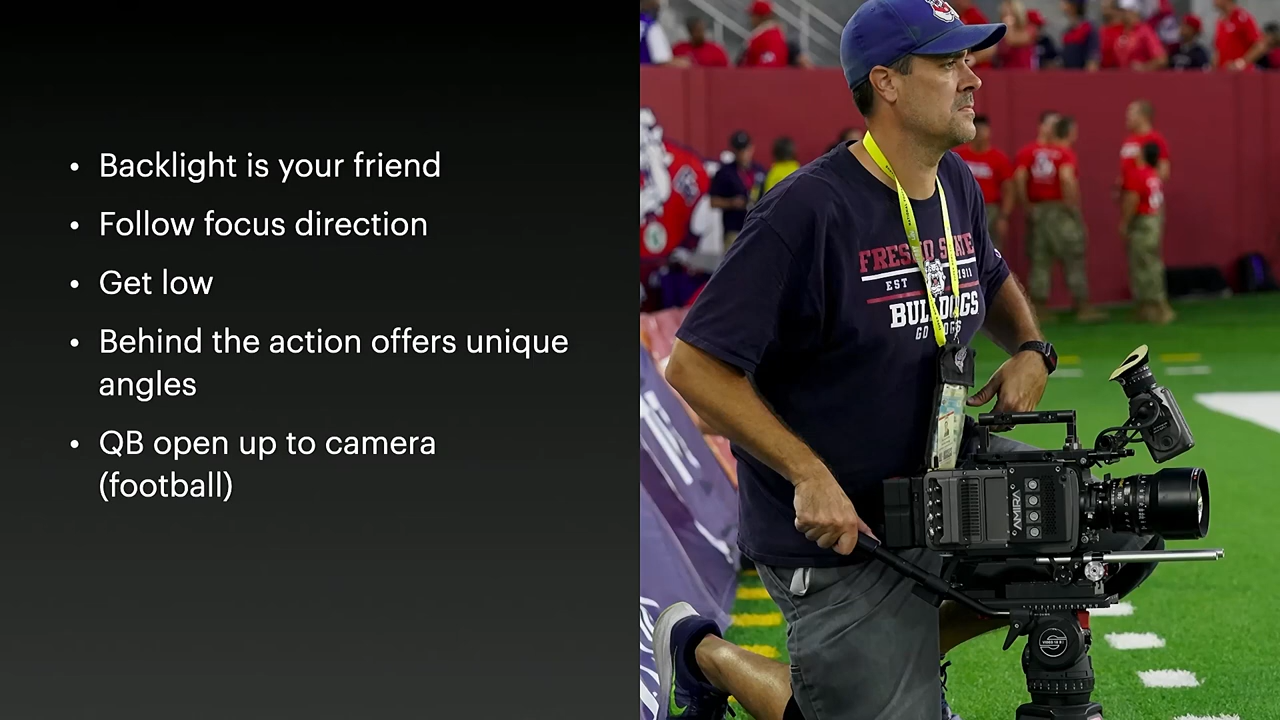 • Backlight is your friend
• Follow focus direction
• Get low
• Behind the action offers unique
angles
• QB open up to camera
(football)
FRESNO STATE
EST 1911
BULLDOGS
GO DOGS
AMIRA